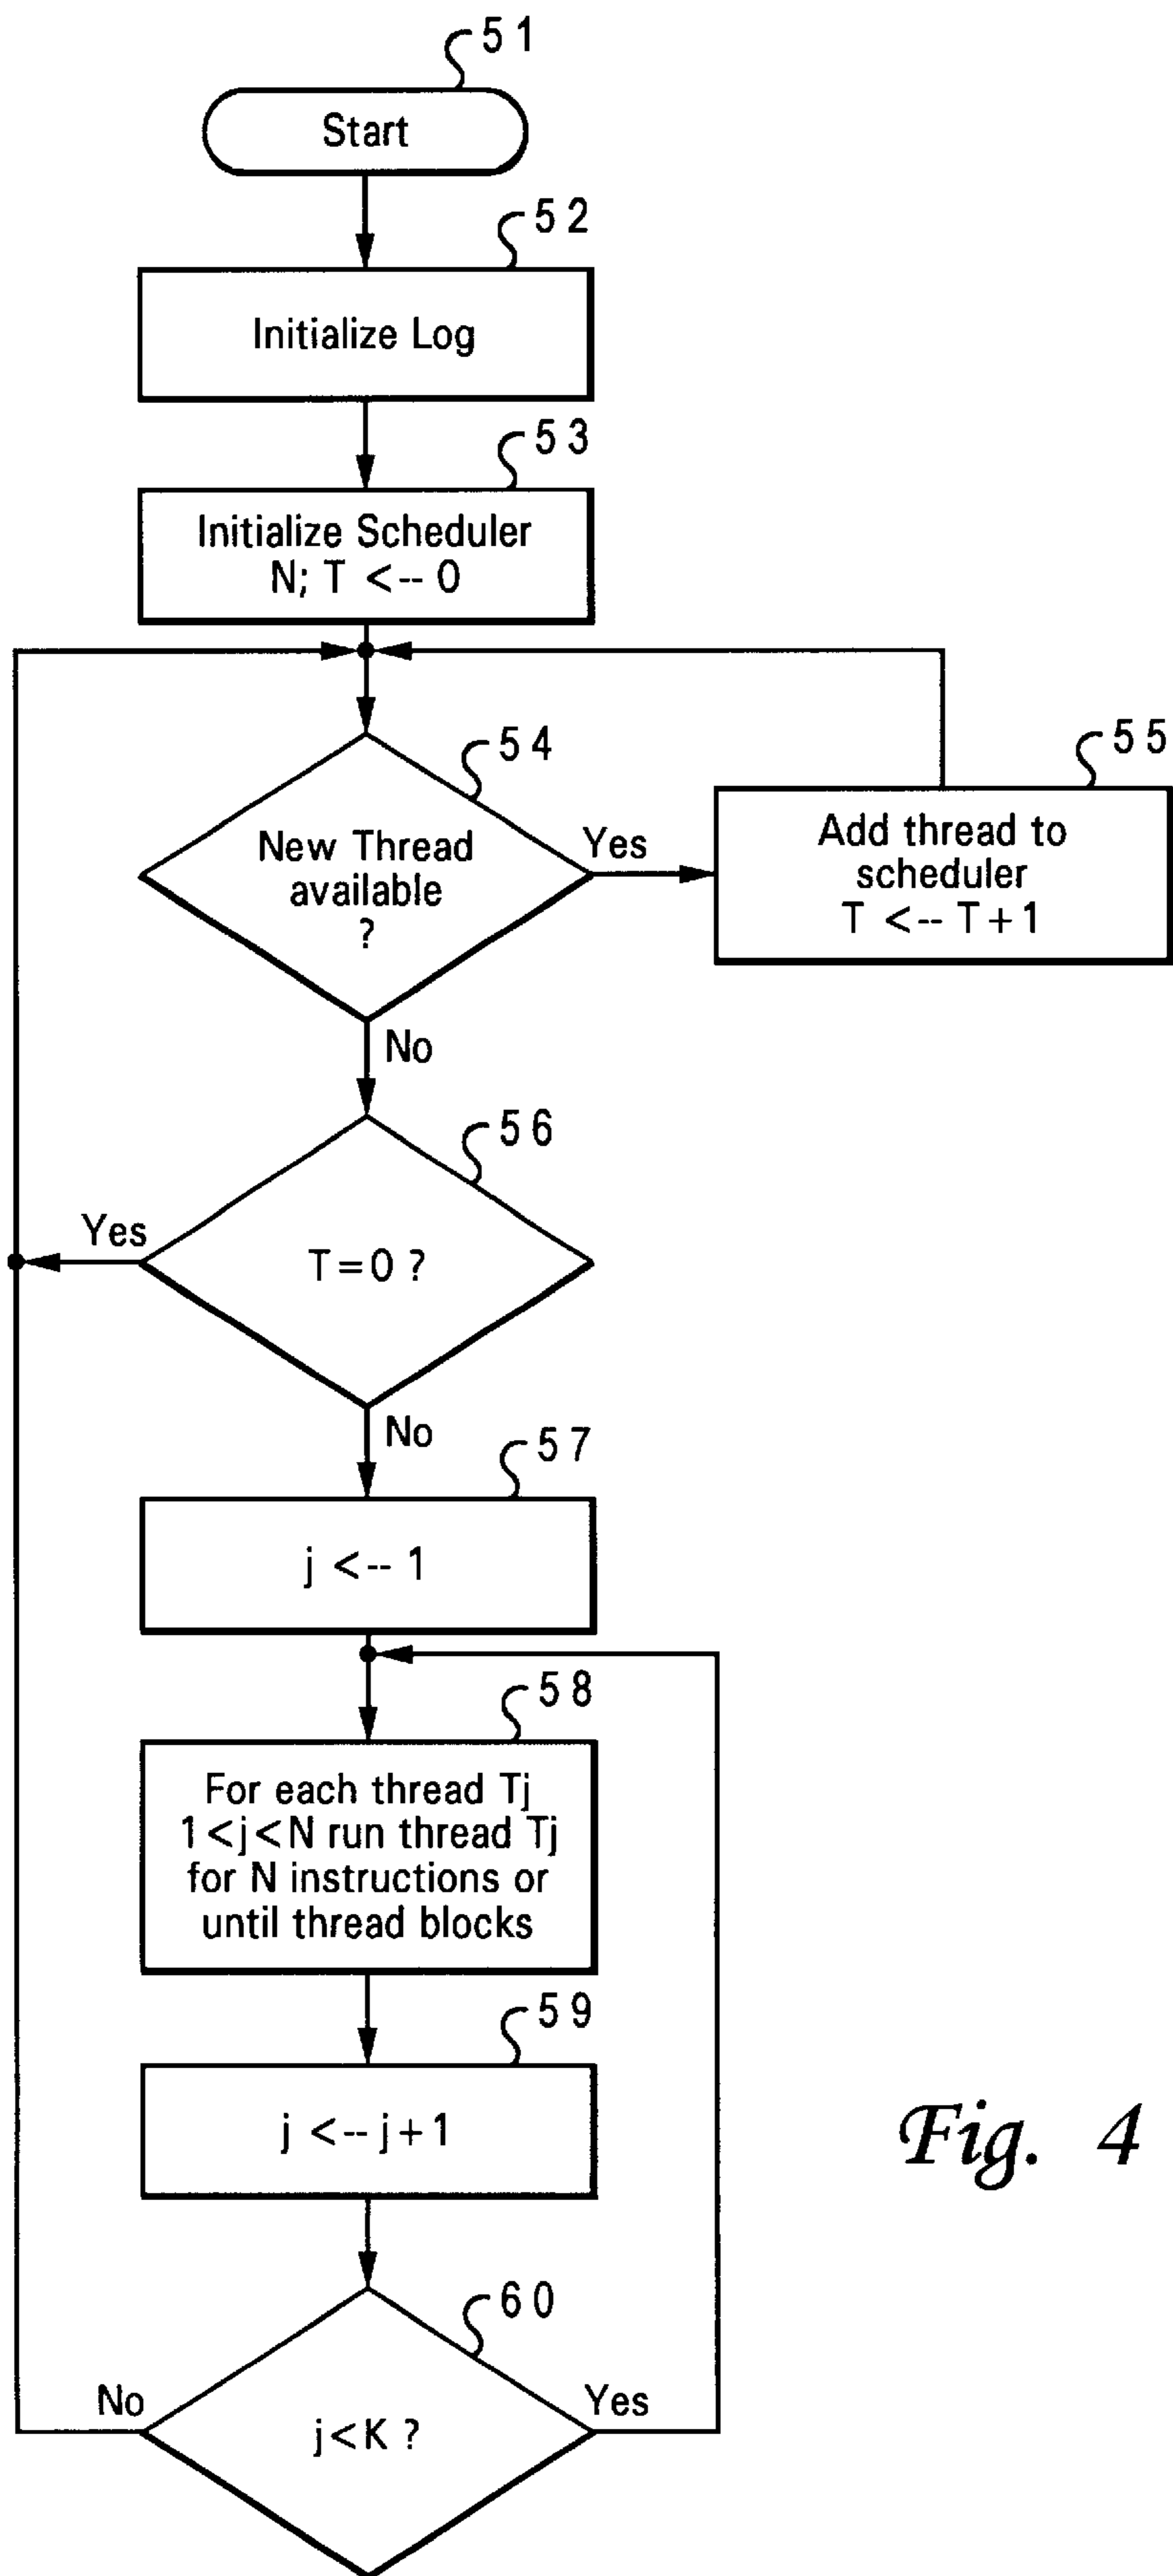 51
Start
52
Initialize Log
53
Initialize Scheduler
N; T <-- 0
54
New Thread
available
?
Yes
55
Add thread to
scheduler
T <-- T+1
No
56
Yes
T=0 ?
No
57
j <-- 1
58
For each thread Tj
1<j<N run thread Tj
for N instructions or
until thread blocks
59
j <-- j+1
Fig. 4
60
No
Yes
j<K ?